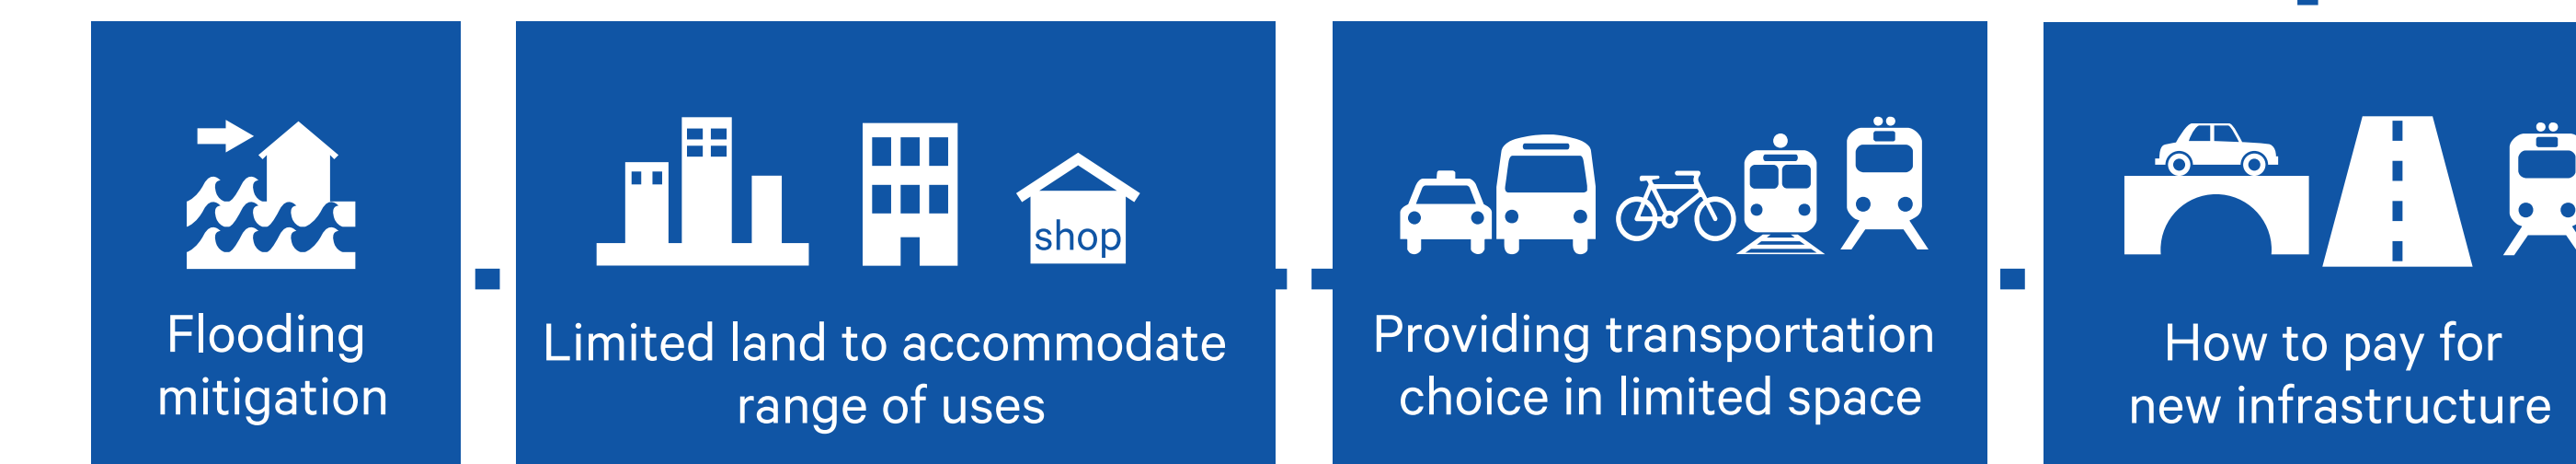 shop
Flooding
mitigation
Limited land to accommodate
range of uses
Providing transportation
choice in limited space
How to pay for
new infrastructure